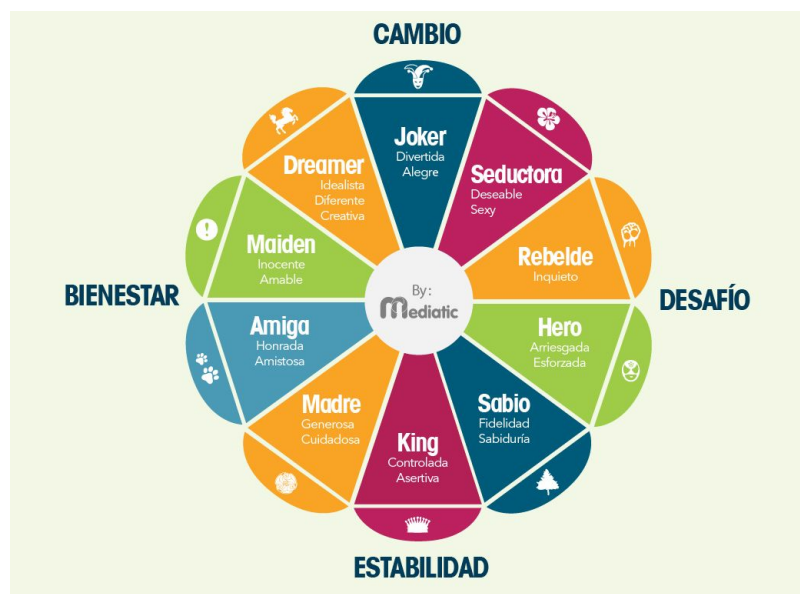 CAMBIO
Joker
Divertida
Alegre
Seductora
Deseable
Sexy
Rebelde
Inquieto
DESAFÍO
Hero
Arriesgada
Esforzada
Sabio
Fidelidad
Sabiduría
King
Controlada
Asertiva
ESTABILIDAD
Madre
Generosa
Cuidadosa
Amiga
Honrada
Amistosa
BIENESTAR
Maiden
Inocente
Amable
Dreamer
Idealista
Diferente
Creativa
By:
Mediatic